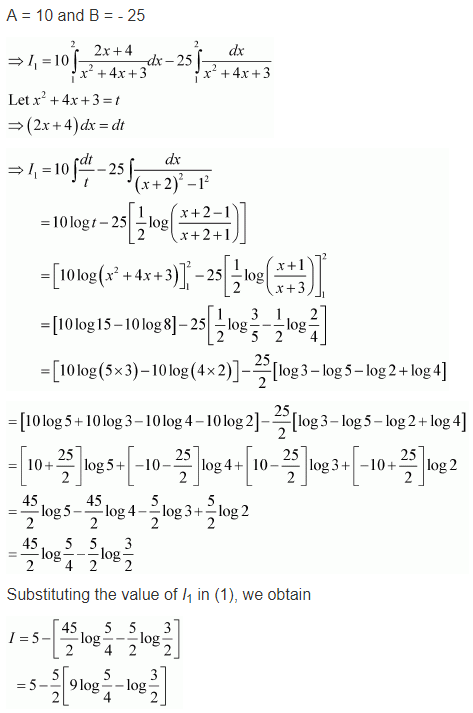 A = 10 and B = - 25
⇒ I₁ = 10 ∫₁² (2x+4)/(x²+4x+3) dx − 25 ∫₁² dx/(x²+4x+3)
Let x² + 4x + 3 = t
⇒ (2x+4) dx = dt
⇒ I₁ = 10 ∫ dt/t − 25 ∫ dx/((x+2)² − 1²)
= 10 log t − 25 [1/2 log((x+2−1)/(x+2+1))]
= [10 log(x²+4x+3)]₁² − 25 [1/2 log((x+1)/(x+3))]₁²
= [10 log 15 − 10 log 8] − 25 [1/2 log 3/5 − 1/2 log 2/4]
= [10 log(5×3) − 10 log(4×2)] − 25/2 [log 3 − log 5 − log 2 + log 4]
= [10 log 5 + 10 log 3 − 10 log 4 − 10 log 2] − 25/2 [log 3 − log 5 − log 2 + log 4]
= [10 + 25/2] log 5 + [−10 − 25/2] log 4 + [10 − 25/2] log 3 + [−10 + 25/2] log 2
= 45/2 log 5 − 45/2 log 4 − 5/2 log 3 + 5/2 log 2
= 45/2 log 5/4 − 5/2 log 3/2
Substituting the value of I₁ in (1), we obtain
I = 5 − [45/2 log 5/4 − 5/2 log 3/2]
= 5 − 5/2 [9 log 5/4 − log 3/2]